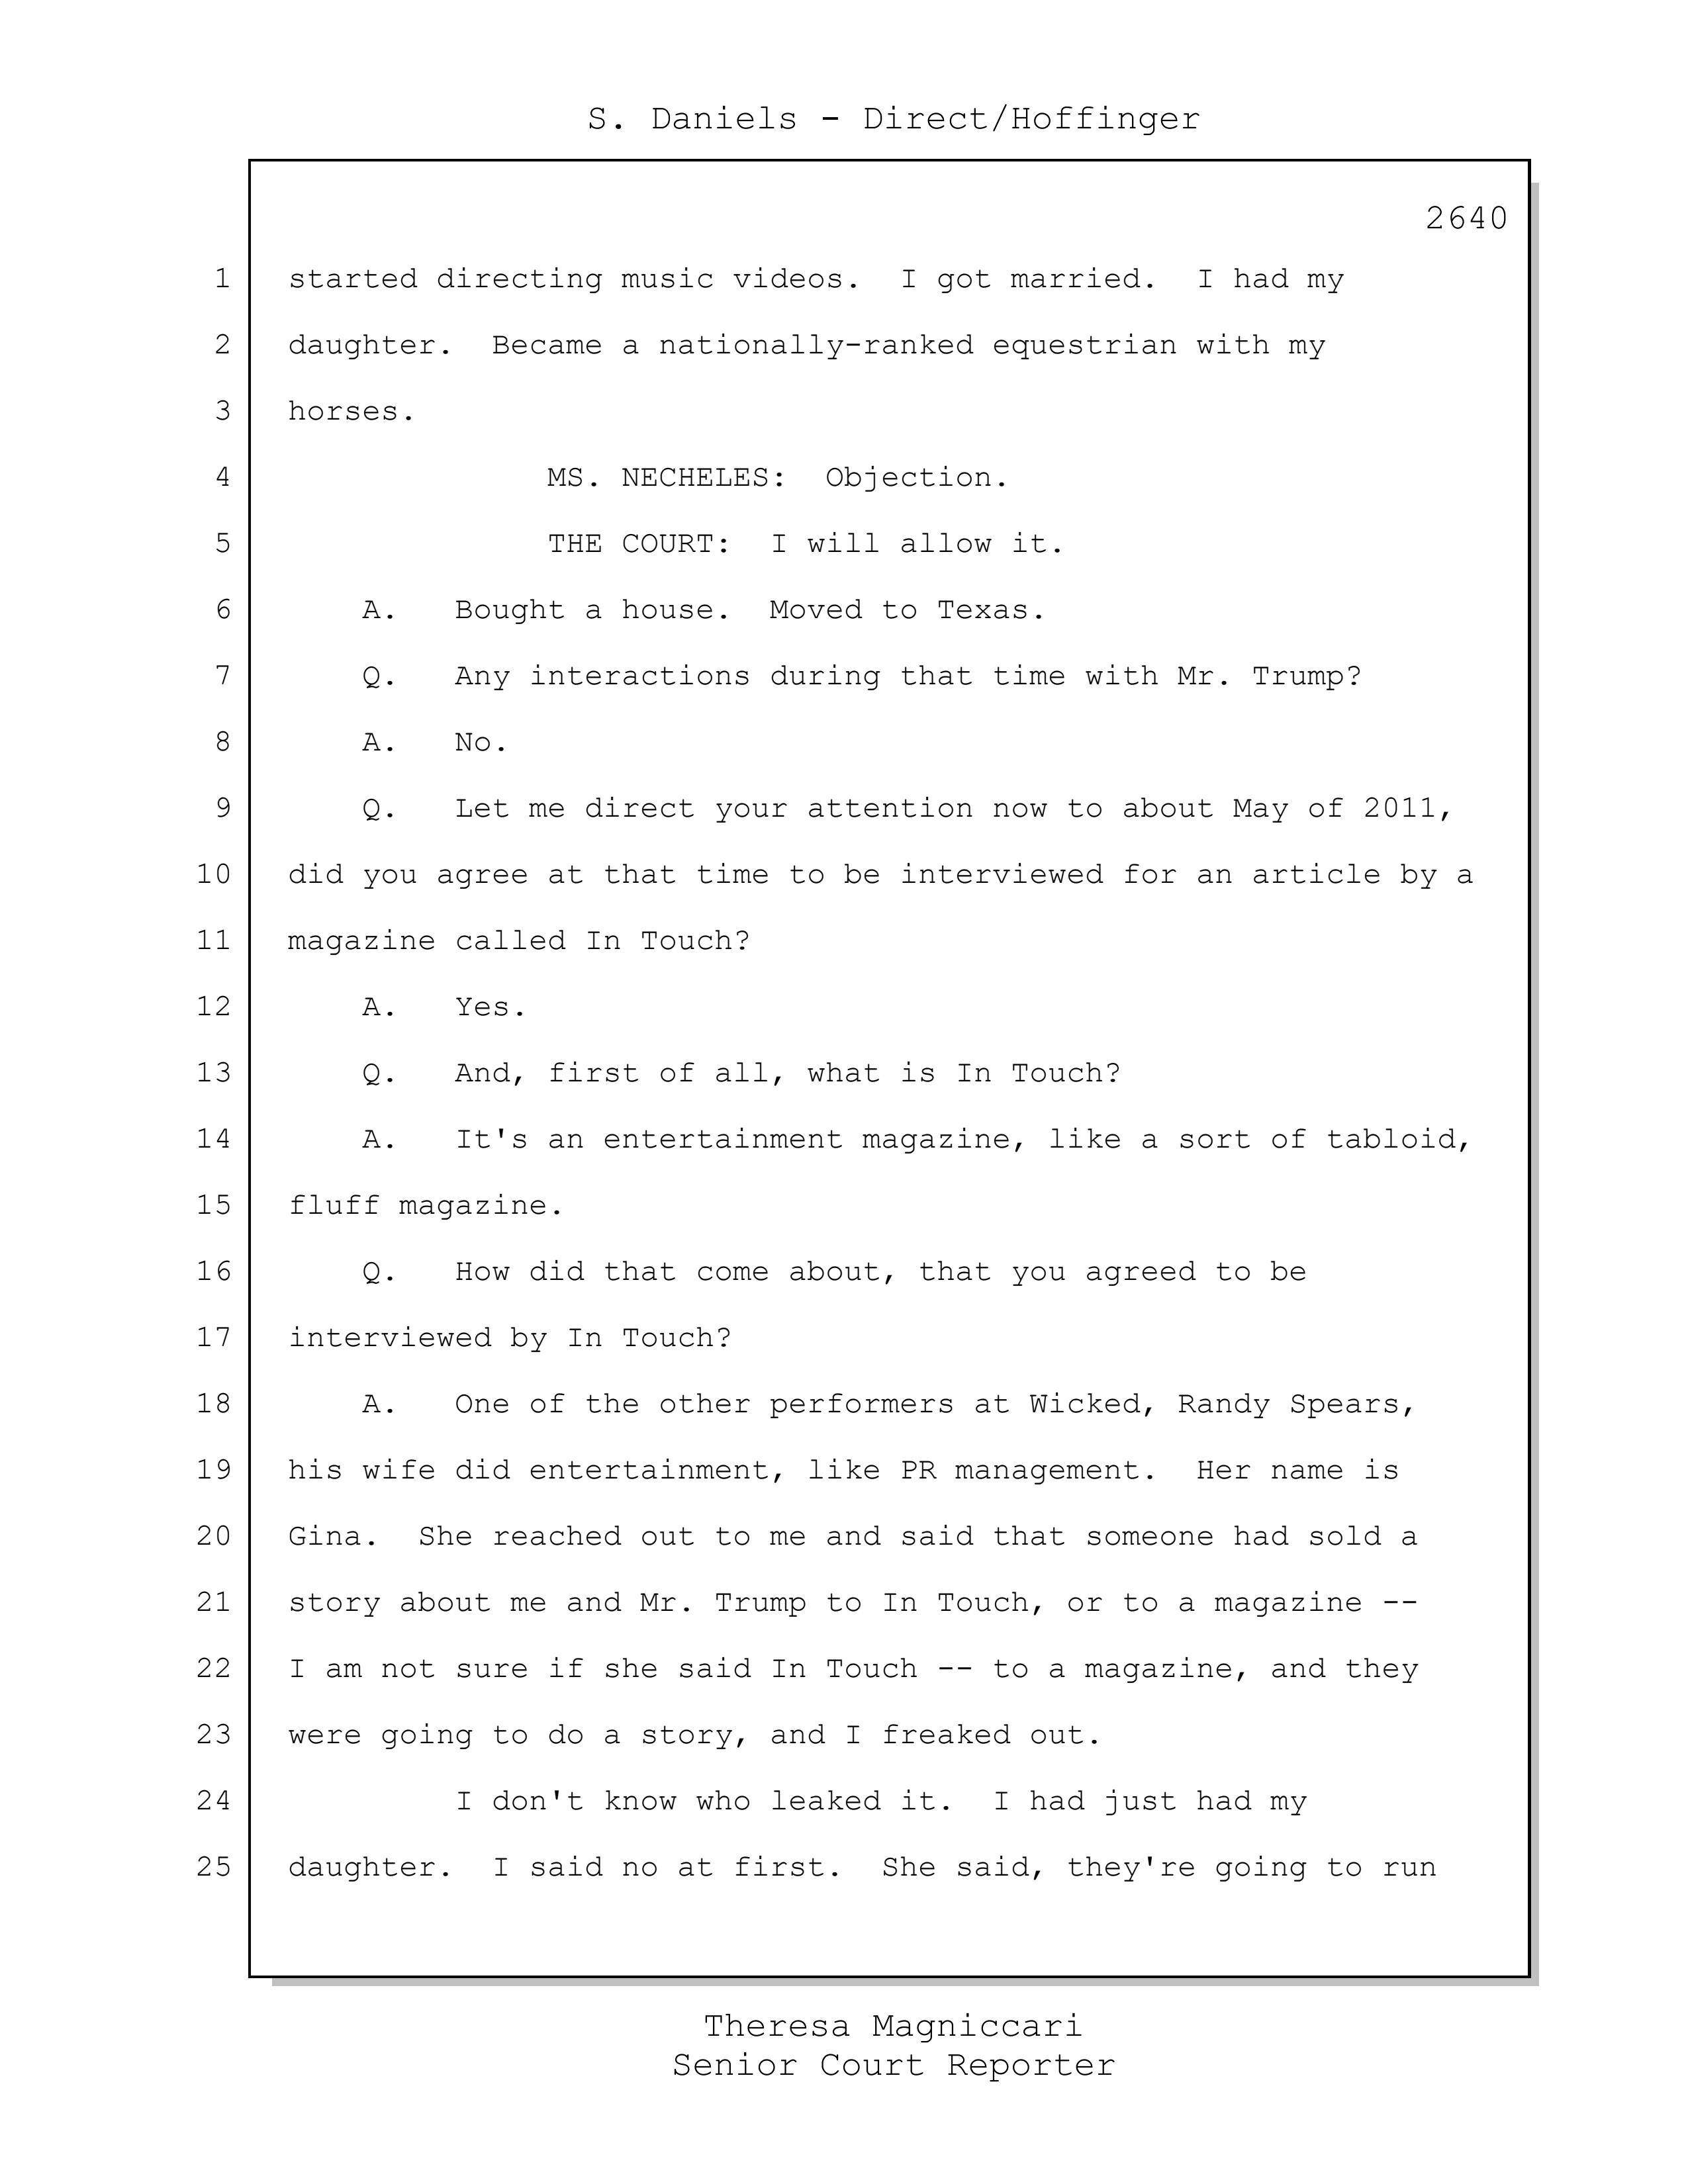 S. Daniels - Direct/Hoffinger
2640
1 started directing music videos.  I got married.  I had my
2 daughter.  Became a nationally-ranked equestrian with my
3 horses.
4 MS. NECHELES:  Objection.
5 THE COURT:  I will allow it.
6 A.   Bought a house.  Moved to Texas.
7 Q.   Any interactions during that time with Mr. Trump?
8 A.   No.
9 Q.   Let me direct your attention now to about May of 2011,
10 did you agree at that time to be interviewed for an article by a
11 magazine called In Touch?
12 A.   Yes.
13 Q.   And, first of all, what is In Touch?
14 A.   It's an entertainment magazine, like a sort of tabloid,
15 fluff magazine.
16 Q.   How did that come about, that you agreed to be
17 interviewed by In Touch?
18 A.   One of the other performers at Wicked, Randy Spears,
19 his wife did entertainment, like PR management.  Her name is
20 Gina.  She reached out to me and said that someone had sold a
21 story about me and Mr. Trump to In Touch, or to a magazine --
22 I am not sure if she said In Touch -- to a magazine, and they
23 were going to do a story, and I freaked out.
24 I don't know who leaked it.  I had just had my
25 daughter.  I said no at first.  She said, they're going to run
Theresa Magniccari
Senior Court Reporter